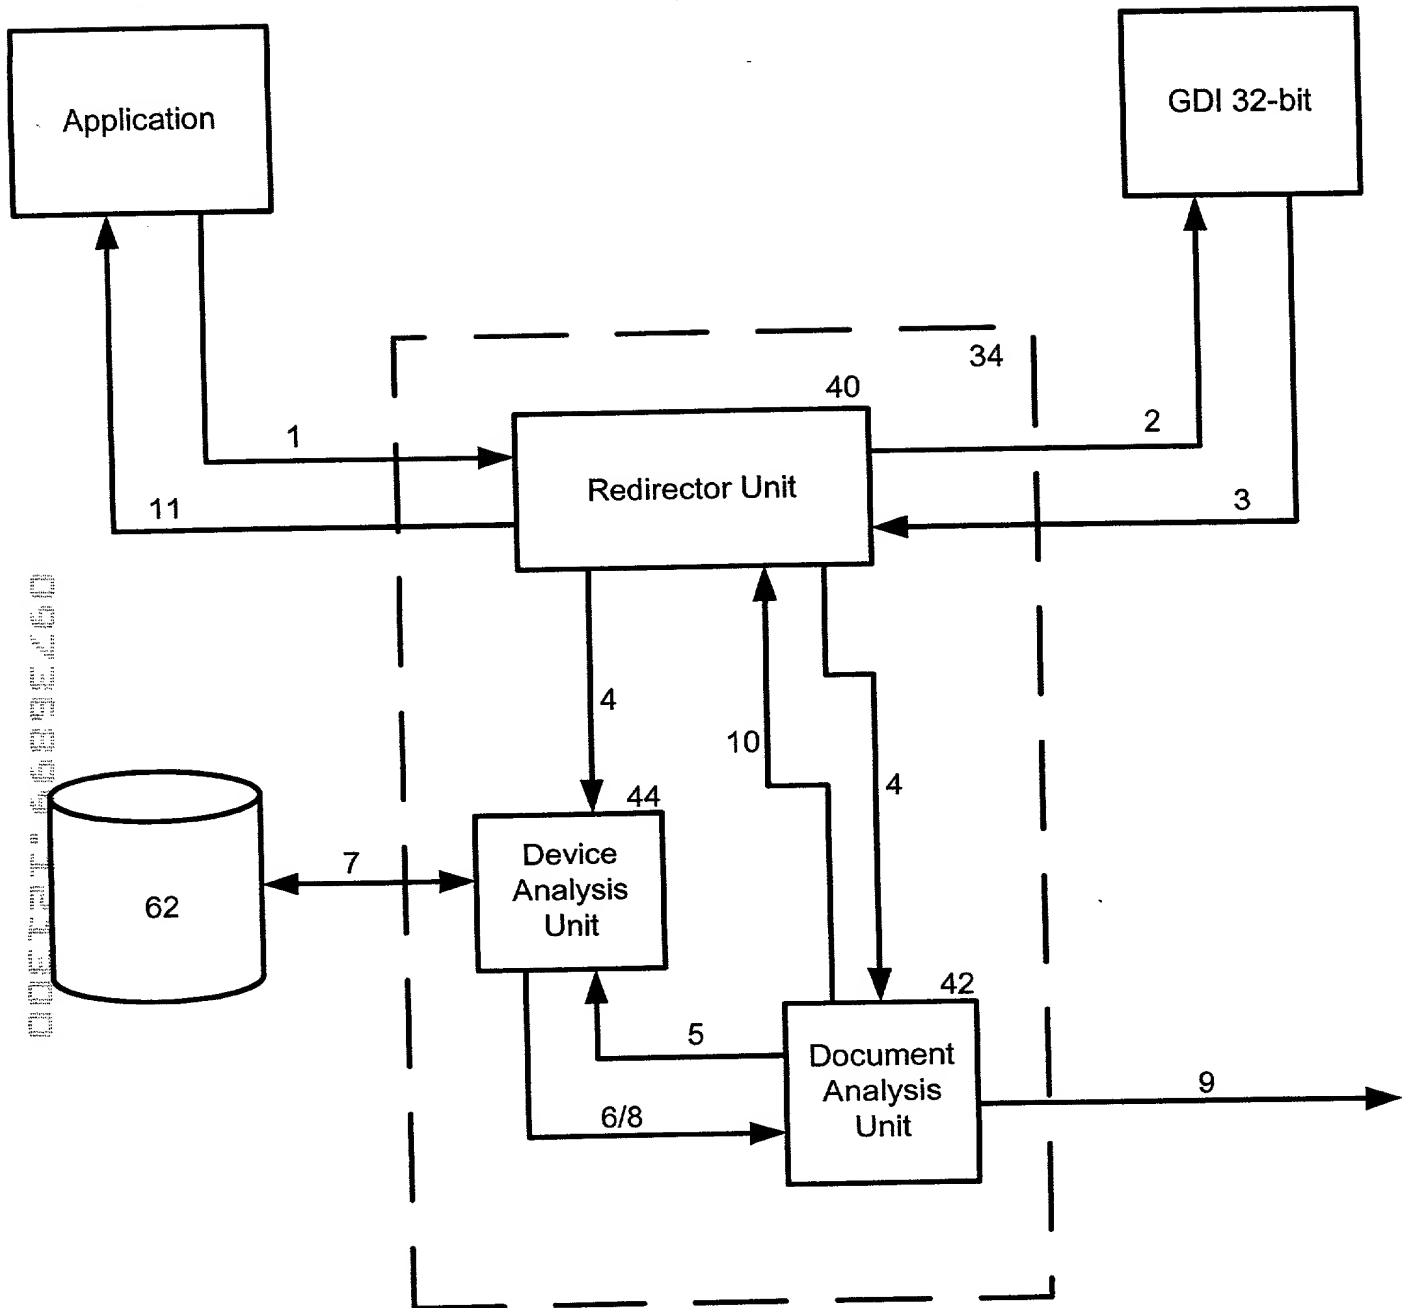 Application
GDI 32-bit
34
40
1
2
Redirector Unit
11
3
4
10
4
44
Device
Analysis
Unit
7
62
42
5
Document
Analysis
Unit
9
6/8